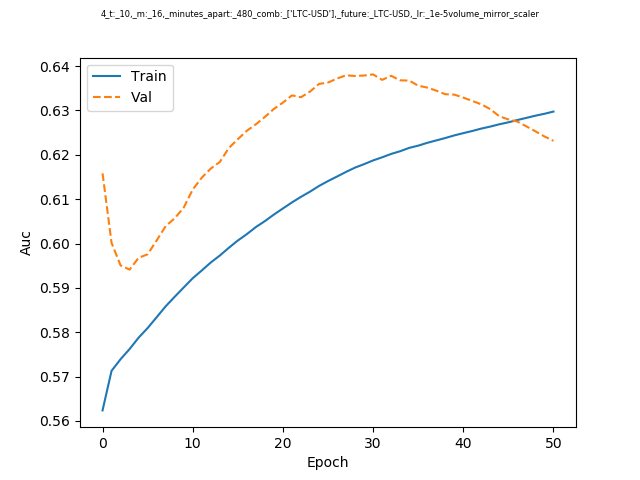 4_t:_10,_m:_16,_minutes_apart:_480_comb:_['LTC-USD'],_future:_LTC-USD,_lr:_1e-5volume_mirror_scaler
Train
Val
0.64
0.63
0.62
0.61
0.60
0.59
0.58
0.57
0.56
Auc
0 10 20 30 40 50
Epoch